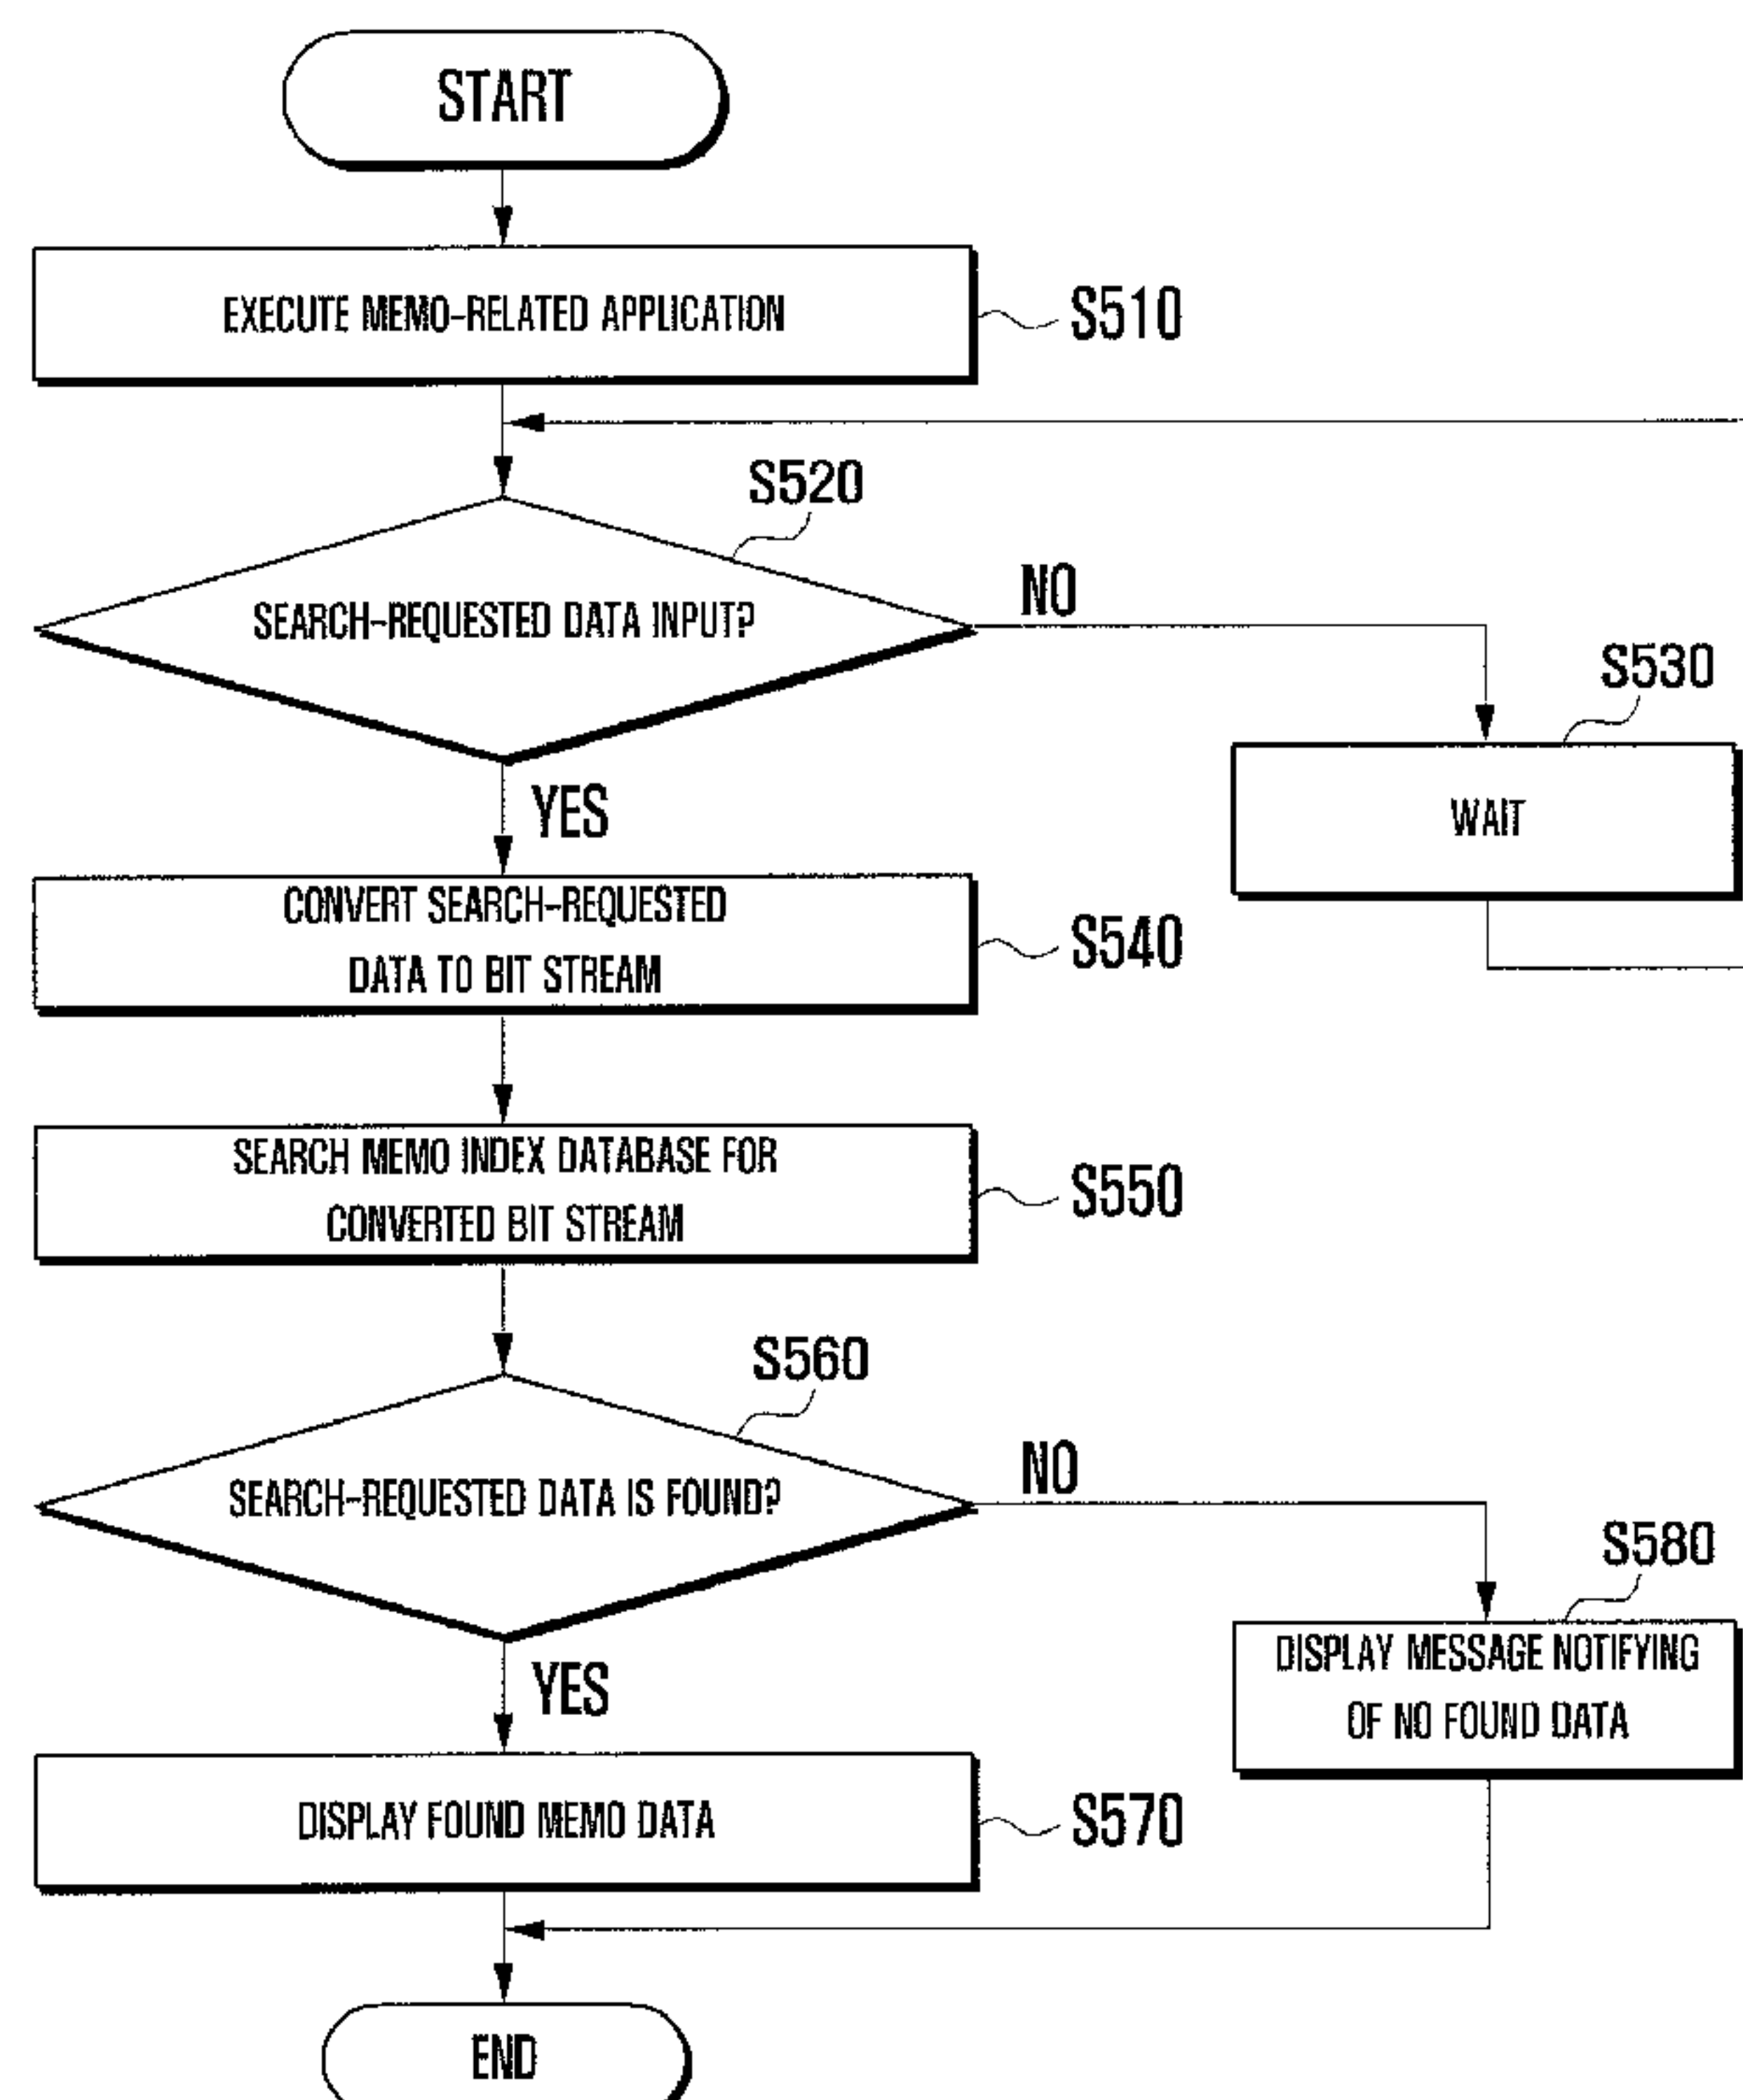 START
EXECUTE MEMO-RELATED APPLICATION
S510
S520
SEARCH-REQUESTED DATA INPUT?
NO
S530
WAIT
YES
CONVERT SEARCH-REQUESTED
DATA TO BIT STREAM
S540
SEARCH MEMO INDEX DATABASE FOR
CONVERTED BIT STREAM
S550
S560
SEARCH-REQUESTED DATA IS FOUND?
NO
S580
DISPLAY MESSAGE NOTIFYING
OF NO FOUND DATA
YES
DISPLAY FOUND MEMO DATA
S570
END